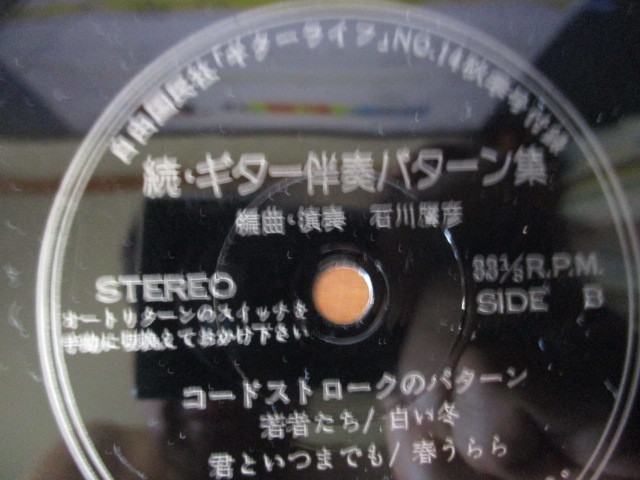 自由国民社「ギターライフ」NO.14秋季号付録
続・ギター伴奏パターン集
編曲・演奏 石川鷹彦
STEREO
オートリターンのスイッチを
手動に切換えておかけ下さい
33⅓R.P.M.
SIDE B
コードストロークのパターン
若者たち/白い冬
君といつまでも/春うらら